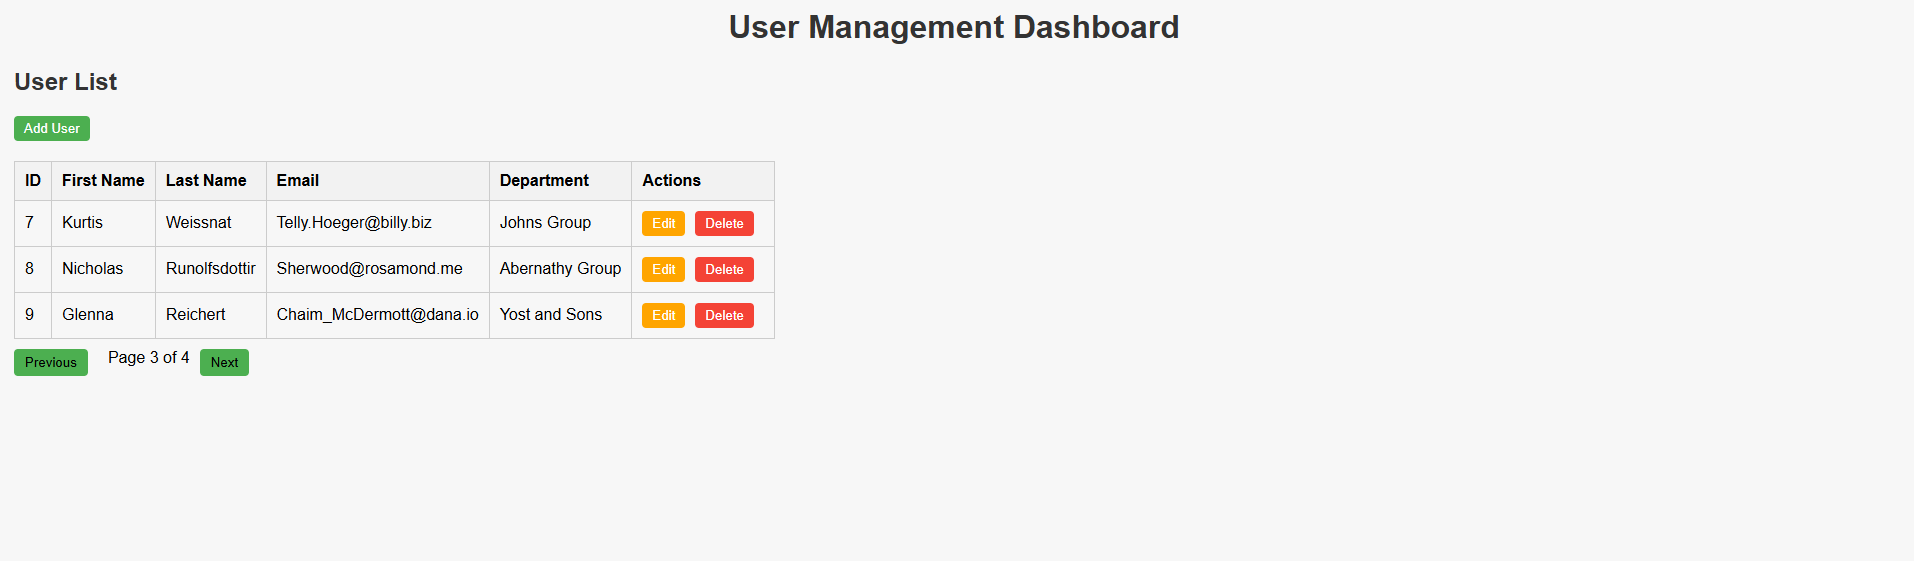 User Management Dashboard
User List
Add User
ID First Name Last Name Email Department Actions
7 Kurtis Weissnat Telly.Hoeger@billy.biz Johns Group Edit Delete
8 Nicholas Runolfsdottir Sherwood@rosamond.me Abernathy Group Edit Delete
9 Glenna Reichert Chaim_McDermott@dana.io Yost and Sons Edit Delete
Previous Page 3 of 4 Next